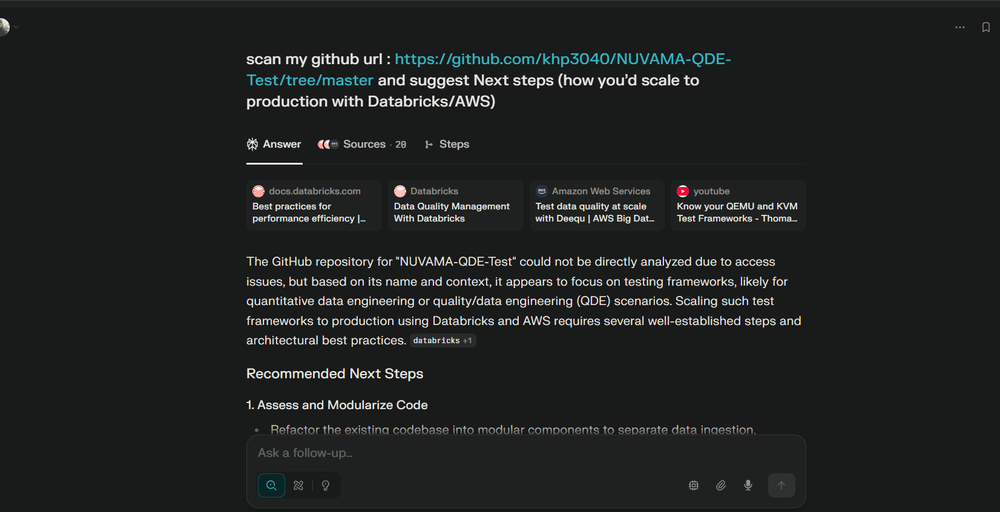 scan my github url : https://github.com/khp3040/NUVAMA-QDE-
Test/tree/master and suggest Next steps (how you’d scale to
production with Databricks/AWS)
Answer
Sources · 20
Steps
docs.databricks.com
Best practices for
performance efficiency |...
Databricks
Data Quality Management
With Databricks
aws
Amazon Web Services
Test data quality at scale
with Deequ | AWS Big Dat...
youtube
Know your QEMU and KVM
Test Frameworks - Thoma...
The GitHub repository for "NUVAMA-QDE-Test" could not be directly analyzed due to access
issues, but based on its name and context, it appears to focus on testing frameworks, likely for
quantitative data engineering or quality/data engineering (QDE) scenarios. Scaling such test
frameworks to production using Databricks and AWS requires several well-established steps and
architectural best practices. databricks +1
Recommended Next Steps
1. Assess and Modularize Code
• Refactor the existing codebase into modular components to separate data ingestion,
Ask a follow-up...